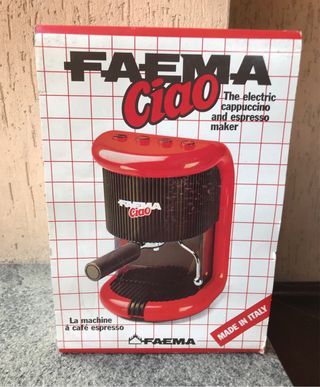 FAEMA
Ciao
The electric
cappuccino
and espresso
maker
FAEMA
Ciao
La machine
à café espresso
MADE IN ITALY
FAEMA